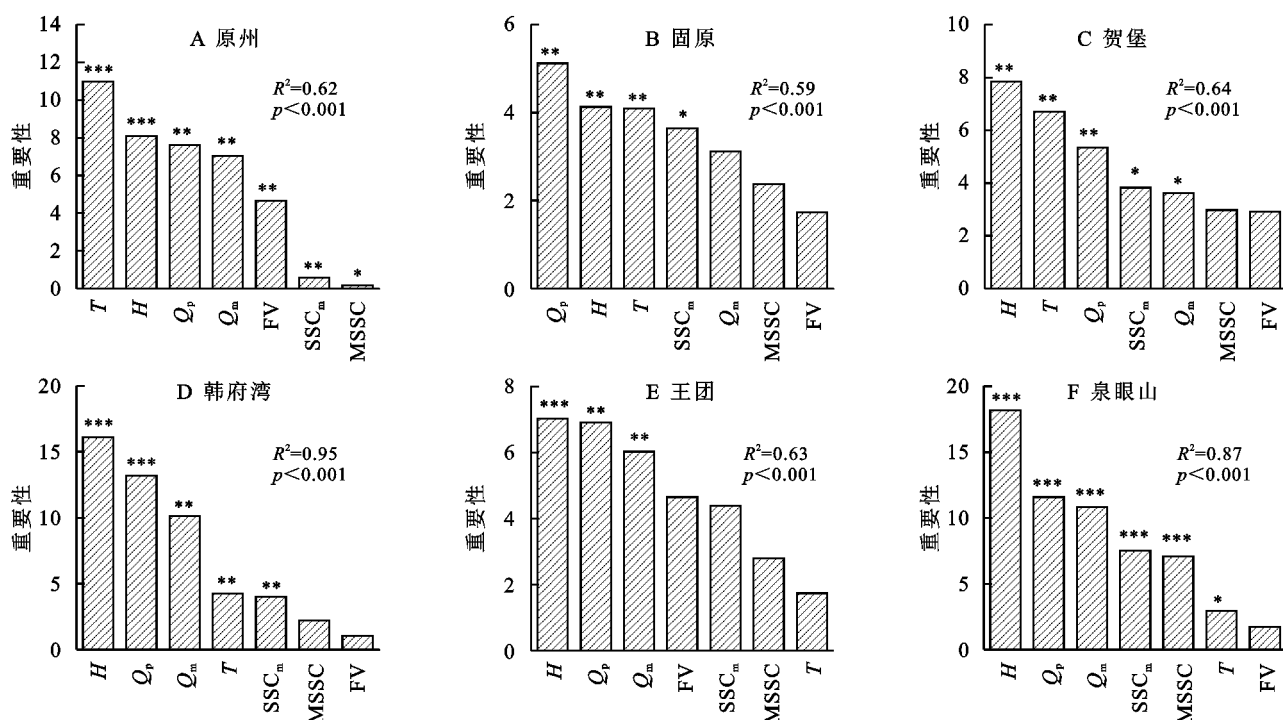 A 原州
R²=0.62
p<0.001
重要性
14
12
10
8
6
4
2
0
***
***
**
**
**
**
*
T
H
Qp
Qm
FV
SSCm
MSSC
B 固原
R²=0.59
p<0.001
重要性
6
4
2
0
**
**
**
*
Qp
H
T
SSCm
Qm
MSSC
FV
C 贺堡
R²=0.64
p<0.001
重要性
10
8
6
4
2
0
**
**
**
*
*
H
T
Qp
SSCm
Qm
MSSC
FV
D 韩府湾
R²=0.95
p<0.001
重要性
20
15
10
5
0
***
***
**
**
**
H
Qp
Qm
T
SSCm
MSSC
FV
E 王团
R²=0.63
p<0.001
重要性
8
6
4
2
0
***
**
**
H
Qp
Qm
FV
SSCm
MSSC
T
F 泉眼山
R²=0.87
p<0.001
重要性
20
15
10
5
0
***
***
***
***
***
*
H
Qp
Qm
SSCm
MSSC
T
FV